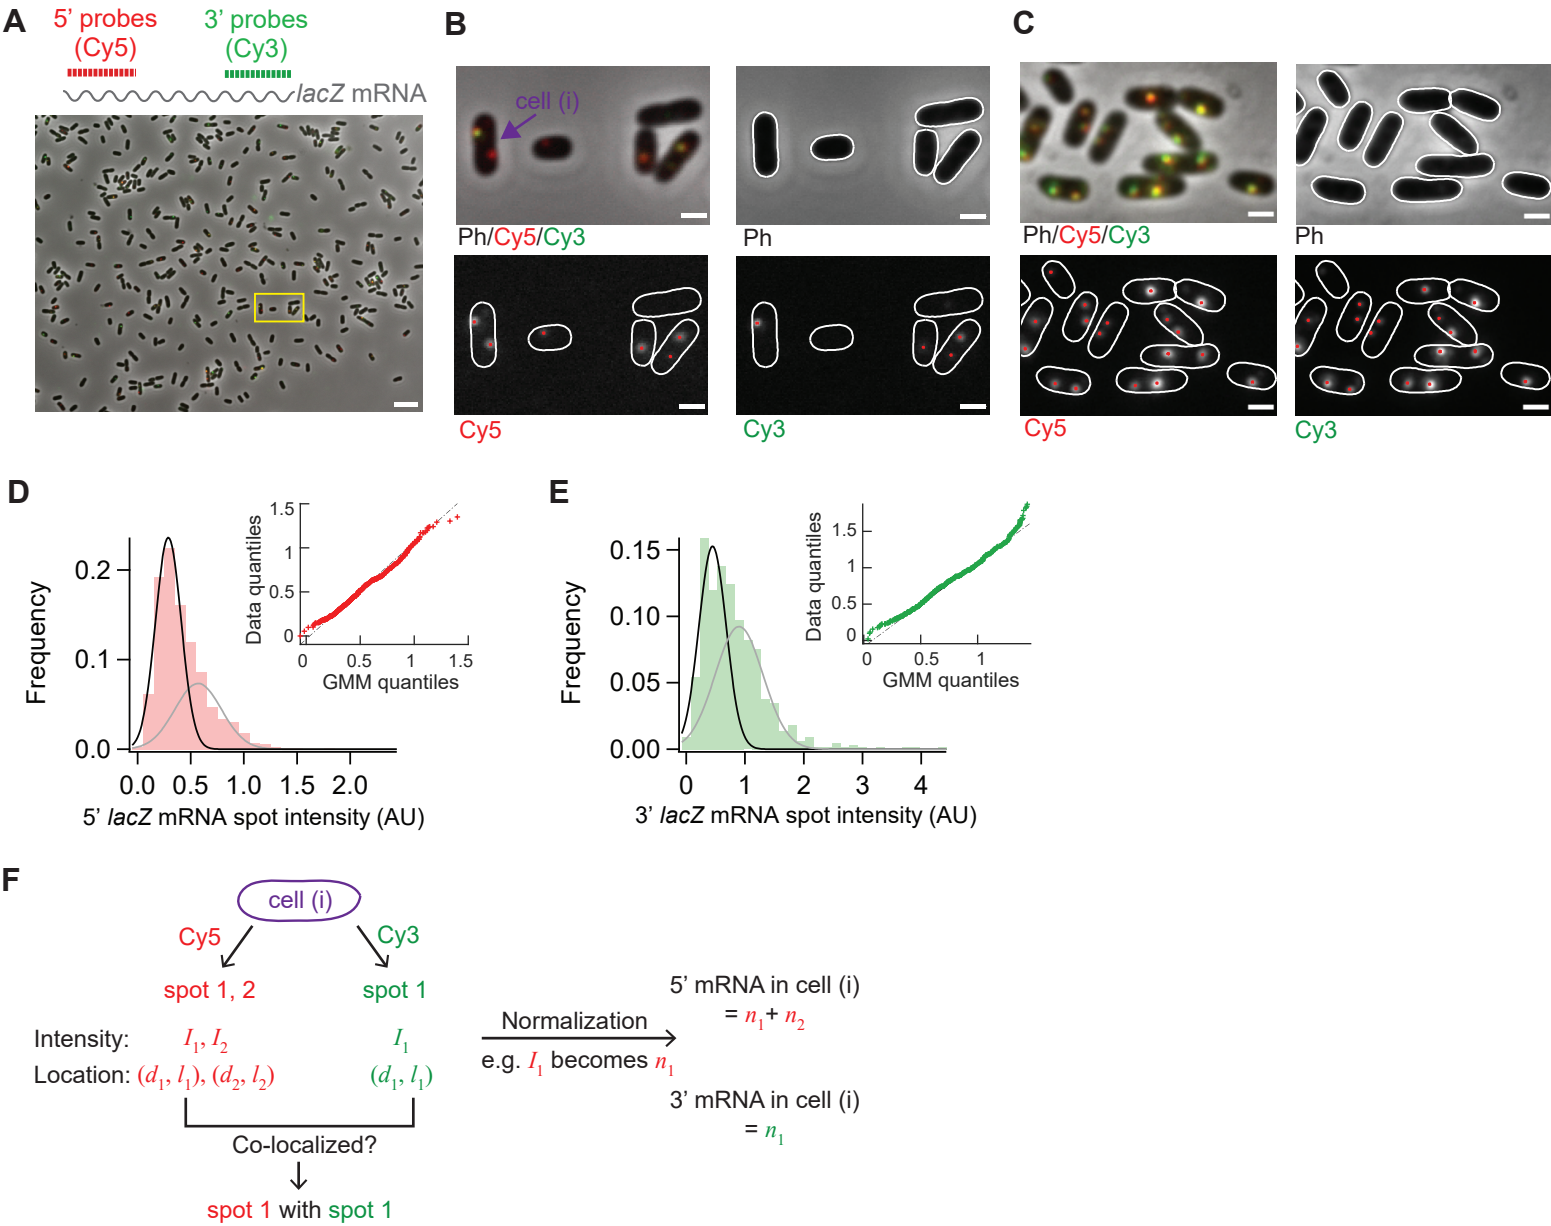 A
5’ probes
(Cy5)
3’ probes
(Cy3)
lacZ mRNA
B
cell (i)
Ph/Cy5/Cy3
Ph
Cy5
Cy3
C
Ph/Cy5/Cy3
Ph
Cy5
Cy3
D
Frequency
0.2
0.1
0.0
0.0 0.5 1.0 1.5 2.0
5’ lacZ mRNA spot intensity (AU)
Data quantiles
1.5
1
0.5
0
0 0.5 1 1.5
GMM quantiles
E
Frequency
0.15
0.10
0.05
0.00
0 1 2 3 4
3’ lacZ mRNA spot intensity (AU)
Data quantiles
1.5
1
0.5
0
0 0.5 1
GMM quantiles
F
cell (i)
Cy5
Cy3
spot 1, 2
spot 1
Intensity: I1, I2 I1
Location: (d1, l1), (d2, l2) (d1, l1)
Co-localized?
spot 1 with spot 1
Normalization
e.g. I1 becomes n1
5’ mRNA in cell (i)
= n1+ n2
3’ mRNA in cell (i)
= n1